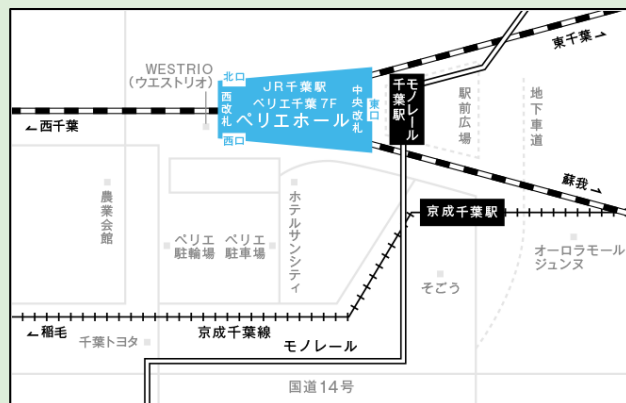 WESTRIO
(ウエストリオ)
北口
JR千葉駅
ペリエ千葉 7F
ペリエホール
西改札
中央改札
東口
西口
モノレール
千葉駅
東千葉
駅前広場
地下車道
西千葉
蘇我
農業会館
ペリエ
駐輪場
ペリエ
駐車場
ホテルサンシティ
京成千葉駅
オーロラモール
ジュンヌ
そごう
稲毛
京成千葉線
モノレール
千葉トヨタ
国道14号